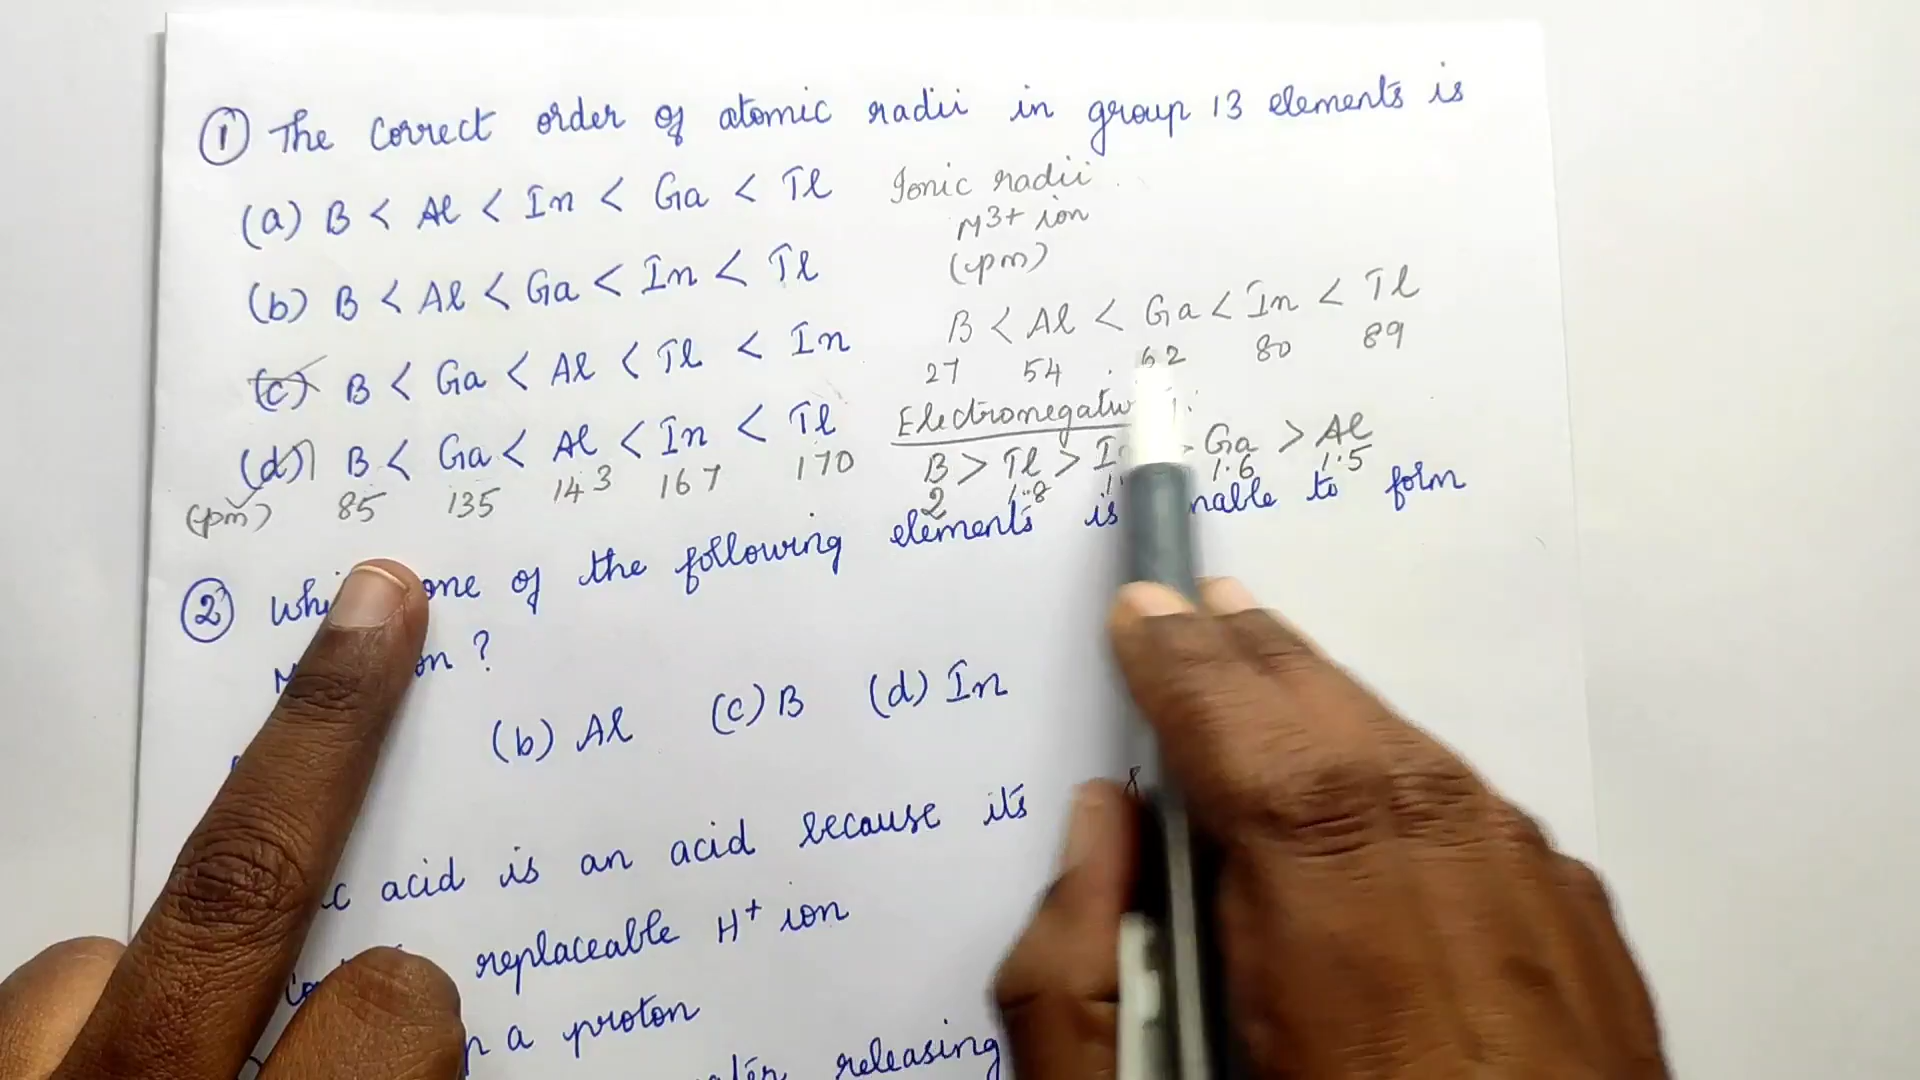 ① The correct order of atomic radii in group 13 elements is
(a) B < Al < In < Ga < Tl
Ionic radii
M3+ ion
(pm)
(b) B < Al < Ga < In < Tl
B < Al < Ga < In < Tl
27 54 62 80 89
(c) B < Ga < Al < Tl < In
(d) B < Ga < Al < In < Tl
(pm) 85 135 143 167 170
B > Tl > Ga > Al
2 1.8 1.6 1.5
② one of the following elements is to form
?
(b) Al (c) B (d) In
acid is an acid because its
replaceable H+ ion
a proton
releasing